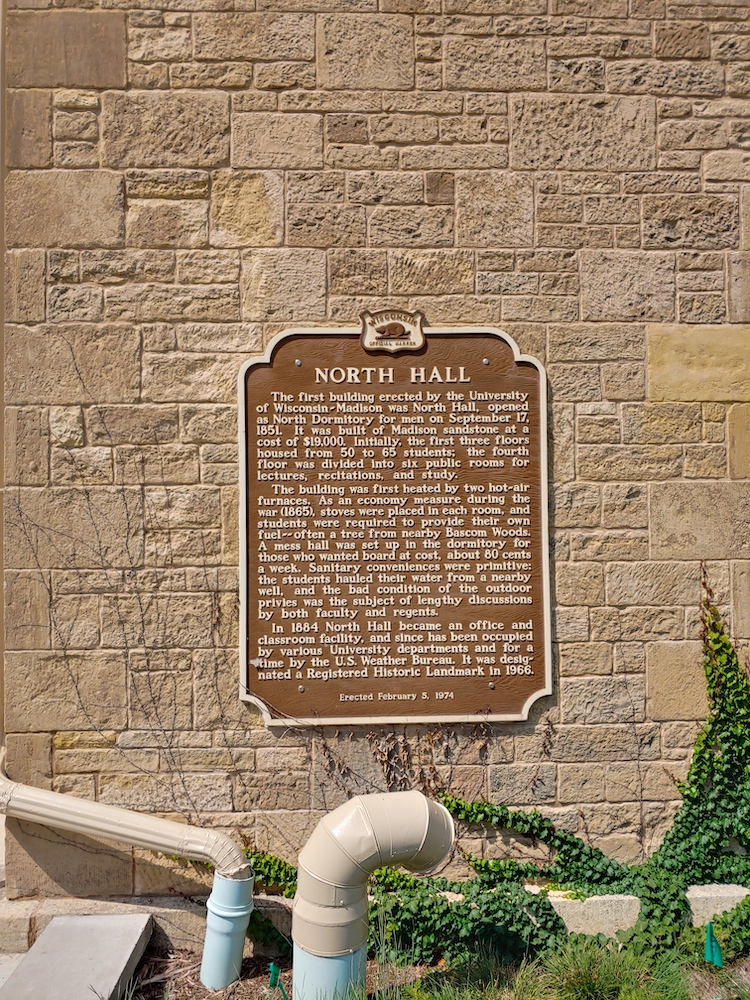 WISCONSIN
OFFICIAL MARKER
NORTH HALL
The first building erected by the University
of Wisconsin-Madison was North Hall, opened
as North Dormitory for men on September 17,
1851. It was built of Madison sandstone at a
cost of $19,000. Initially, the first three floors
housed from 50 to 65 students; the fourth
floor was divided into six public rooms for
lectures, recitations, and study.
The building was first heated by two hot-air
furnaces. As an economy measure during the
war (1865), stoves were placed in each room, and
students were required to provide their own
fuel--often a tree from nearby Bascom Woods.
A mess hall was set up in the dormitory for
those who wanted board at cost, about 80 cents
a week. Sanitary conveniences were primitive:
the students hauled their water from a nearby
well, and the bad condition of the outdoor
privies was the subject of lengthy discussions
by both faculty and regents.
In 1884 North Hall became an office and
classroom facility, and since has been occupied
by various University departments and for a
time by the U.S. Weather Bureau. It was desig-
nated a Registered Historic Landmark in 1966.
Erected February 5, 1974